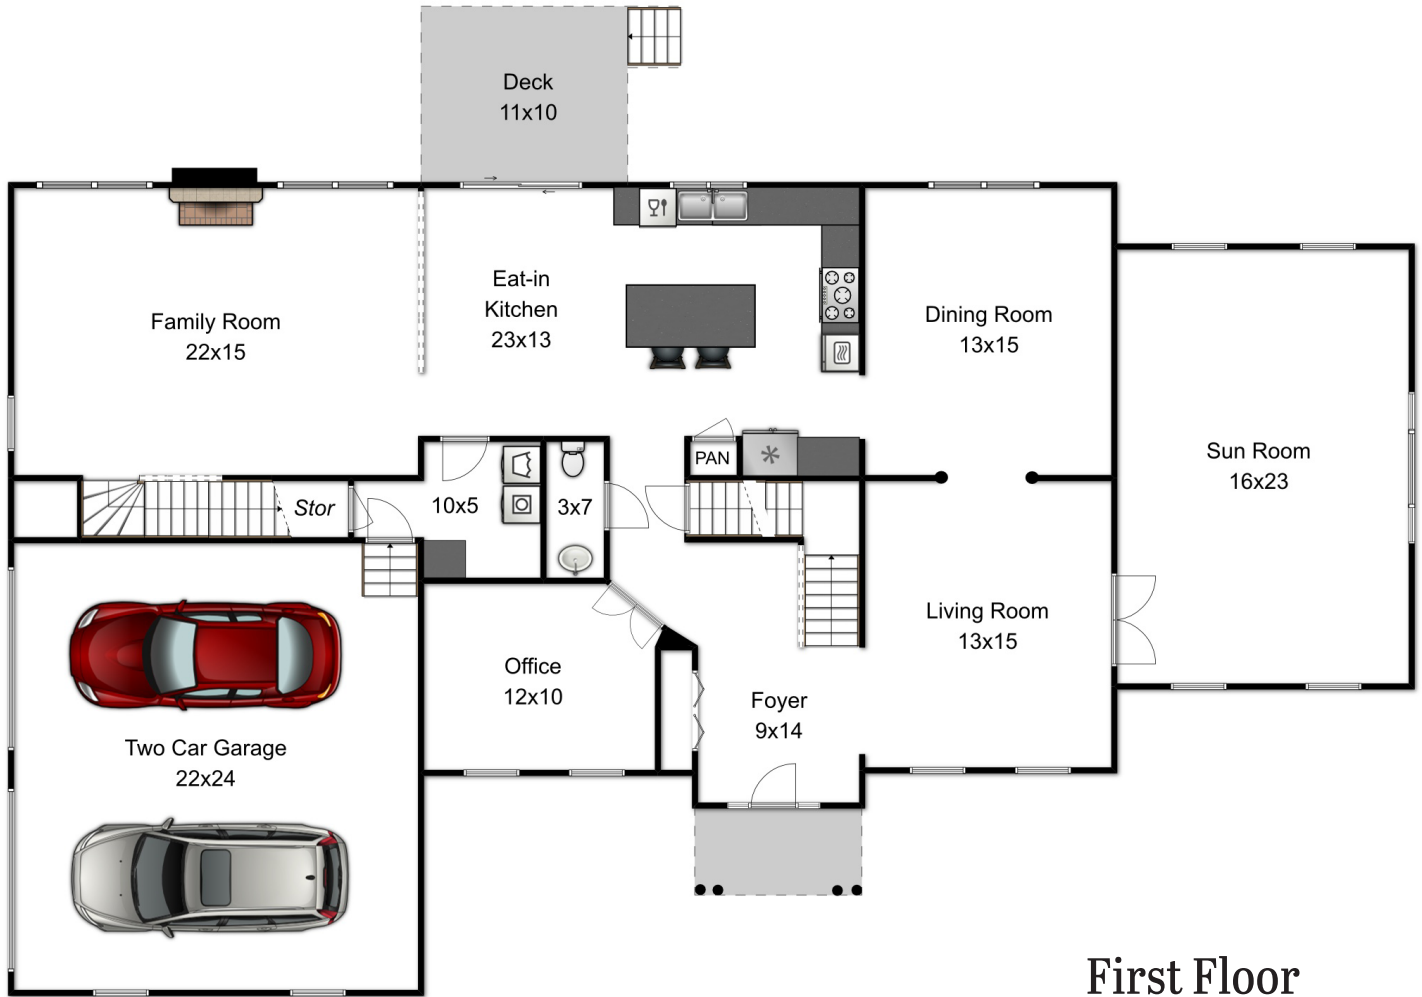 Deck
11x10
Eat-in
Kitchen
23x13
Family Room
22x15
Dining Room
13x15
Sun Room
16x23
PAN
Stor
10x5
3x7
Living Room
13x15
Office
12x10
Foyer
9x14
Two Car Garage
22x24
First Floor